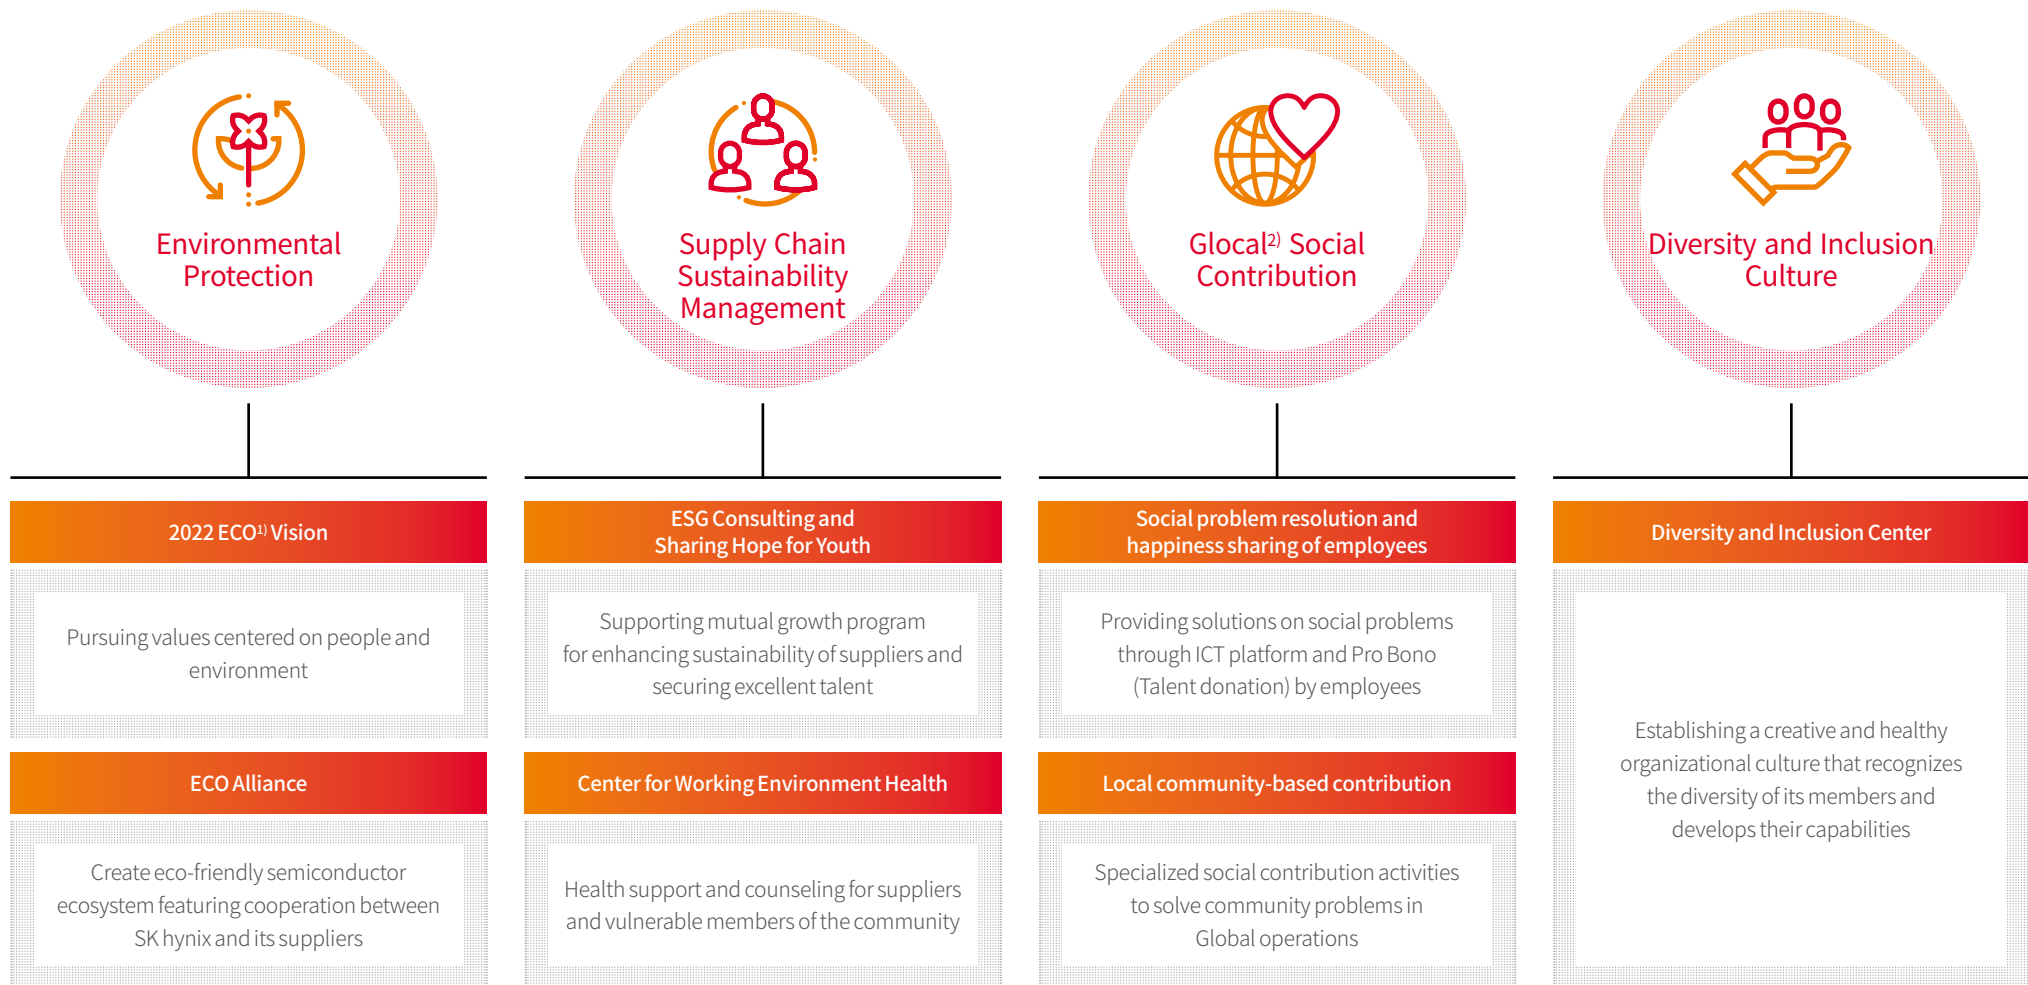 Environmental
Protection
2022 ECO1) Vision
Pursuing values centered on people and
environment
ECO Alliance
Create eco-friendly semiconductor
ecosystem featuring cooperation between
SK hynix and its suppliers
Supply Chain
Sustainability
Management
ESG Consulting and
Sharing Hope for Youth
Supporting mutual growth program
for enhancing sustainability of suppliers and
securing excellent talent
Center for Working Environment Health
Health support and counseling for suppliers
and vulnerable members of the community
Glocal2) Social
Contribution
Social problem resolution and
happiness sharing of employees
Providing solutions on social problems
through ICT platform and Pro Bono
(Talent donation) by employees
Local community-based contribution
Specialized social contribution activities
to solve community problems in
Global operations
Diversity and Inclusion
Culture
Diversity and Inclusion Center
Establishing a creative and healthy
organizational culture that recognizes
the diversity of its members and
develops their capabilities